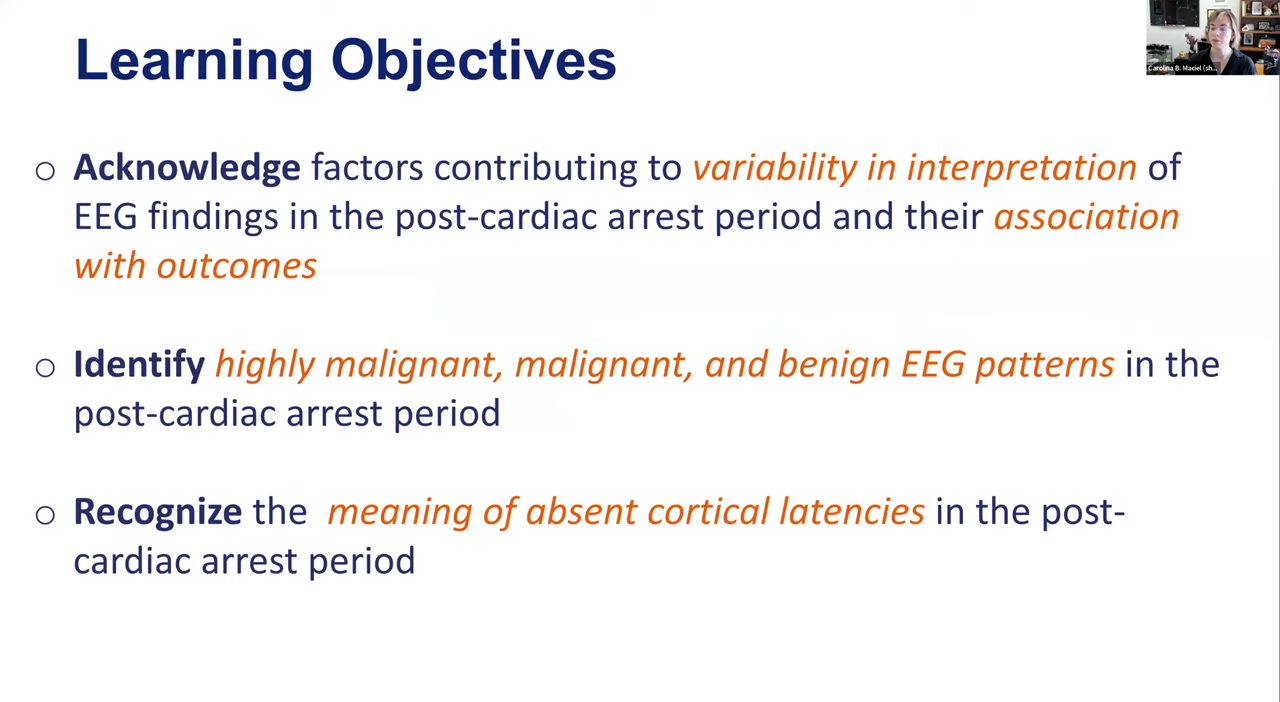 Learning Objectives
Carolina B. Maciel (sh...
○ Acknowledge factors contributing to variability in interpretation of
EEG findings in the post-cardiac arrest period and their association
with outcomes
○ Identify highly malignant, malignant, and benign EEG patterns in the
post-cardiac arrest period
○ Recognize the meaning of absent cortical latencies in the post-
cardiac arrest period